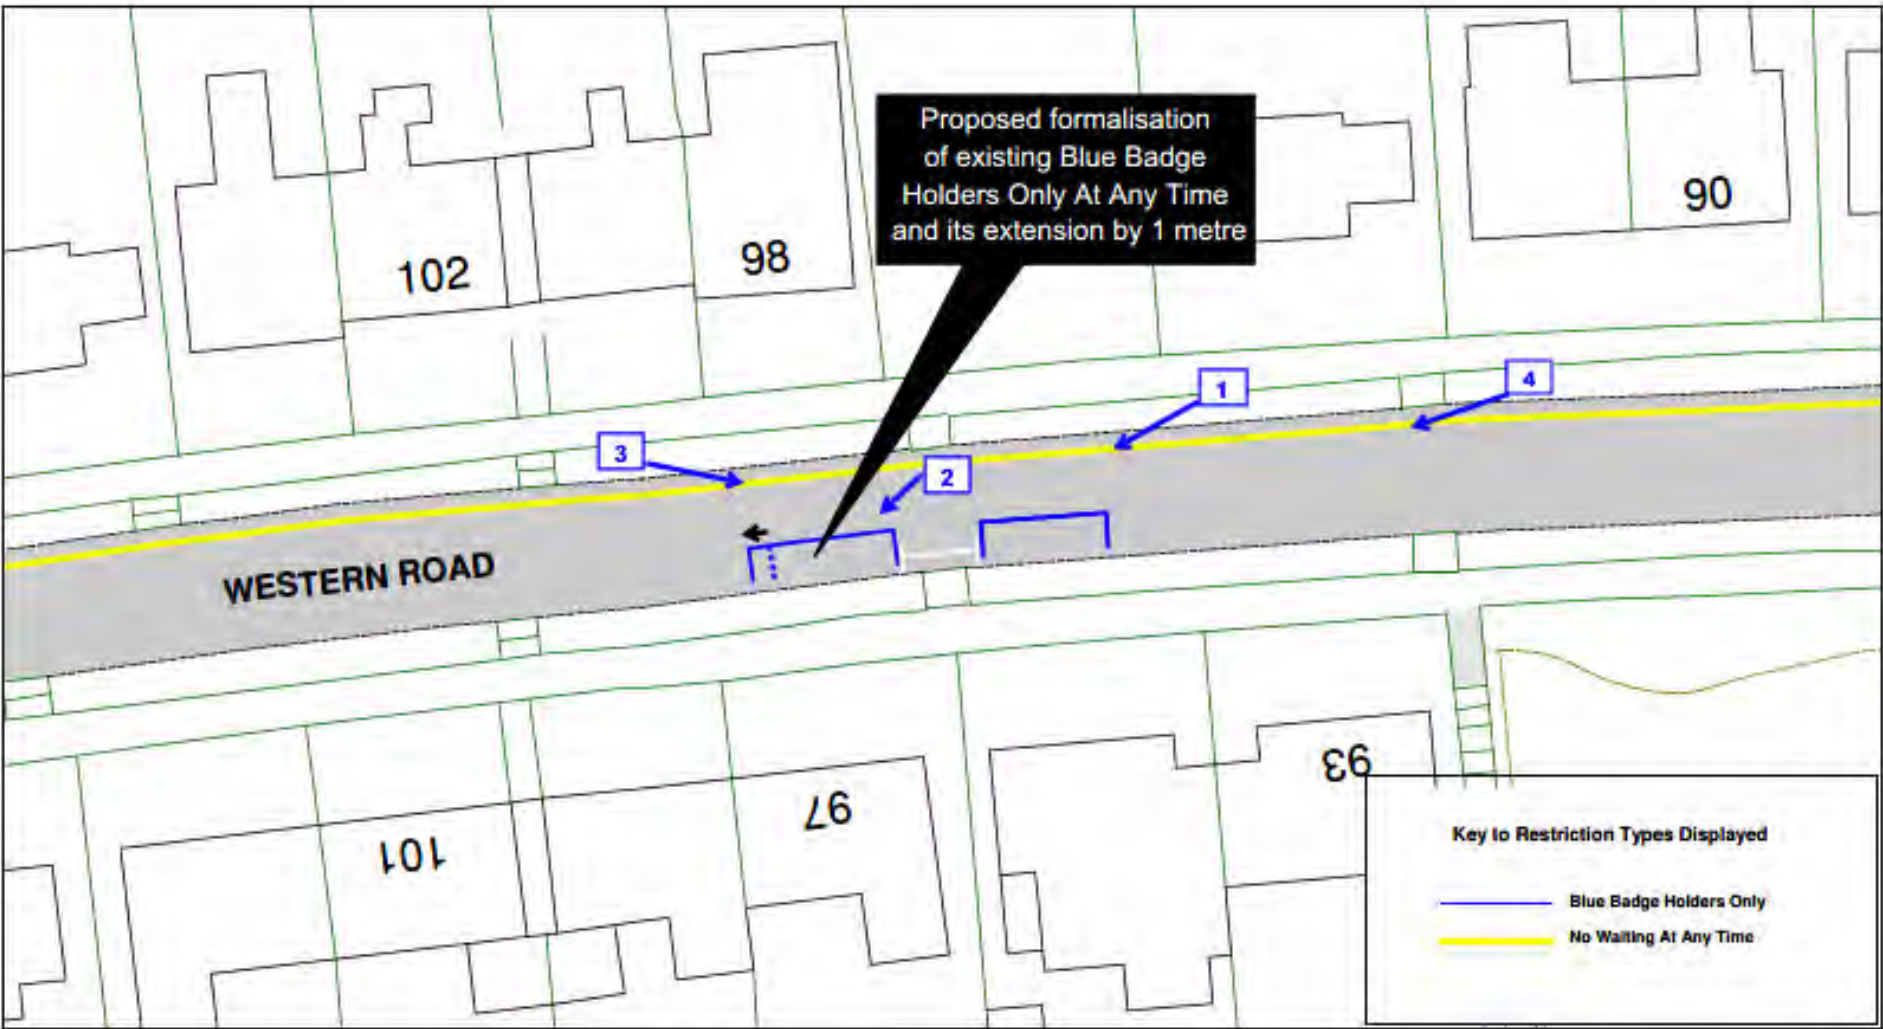 Proposed formalisation
of existing Blue Badge
Holders Only At Any Time
and its extension by 1 metre
90
102
98
1
4
3
2
WESTERN ROAD
93
97
101
Key to Restriction Types Displayed
Blue Badge Holders Only
No Waiting At Any Time